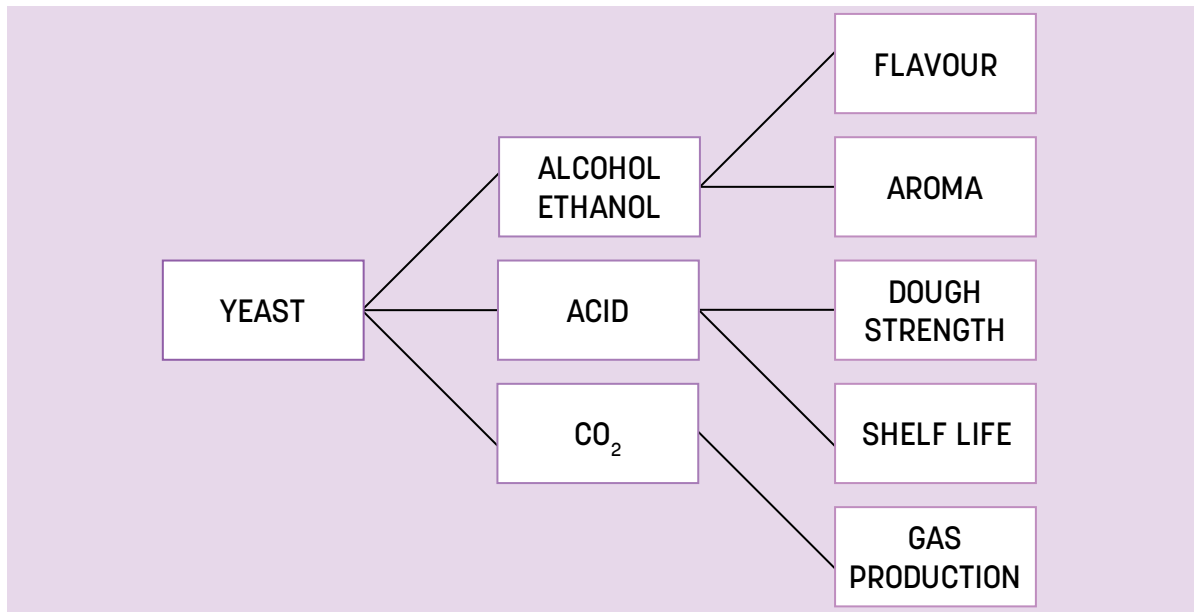 YEAST
ALCOHOL
ETHANOL
ACID
CO₂
FLAVOUR
AROMA
DOUGH
STRENGTH
SHELF LIFE
GAS
PRODUCTION